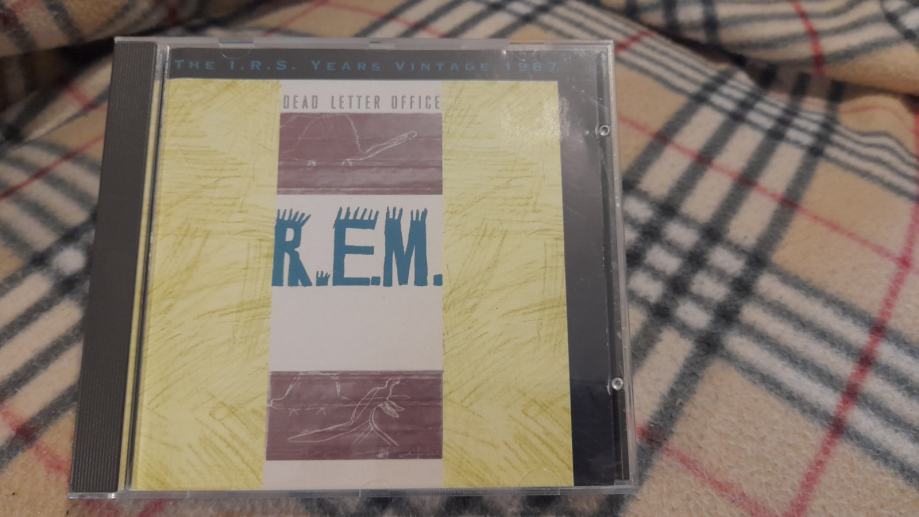 THE I.R.S. YEARS VINTAGE 1987
DEAD LETTER OFFICE
R.E.M.